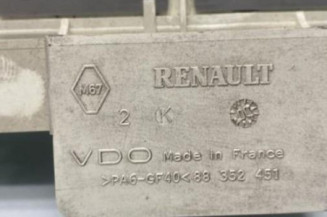 M67 RENAULT
2 K
VDO Made in France
>PA6-GF40< 88 352 451